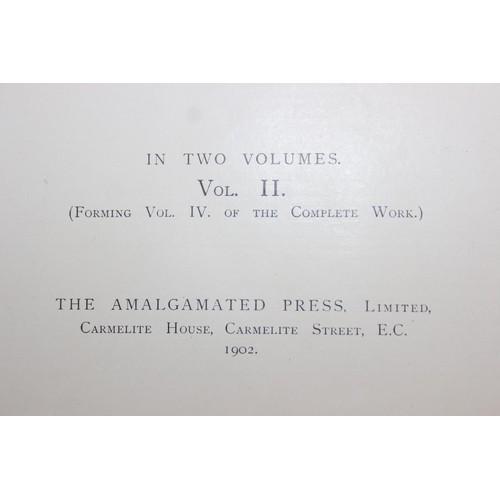 IN TWO VOLUMES.
VOL. II.
(FORMING VOL. IV. OF THE COMPLETE WORK.)
THE AMALGAMATED PRESS, LIMITED,
CARMELITE HOUSE, CARMELITE STREET, E.C.
1902.